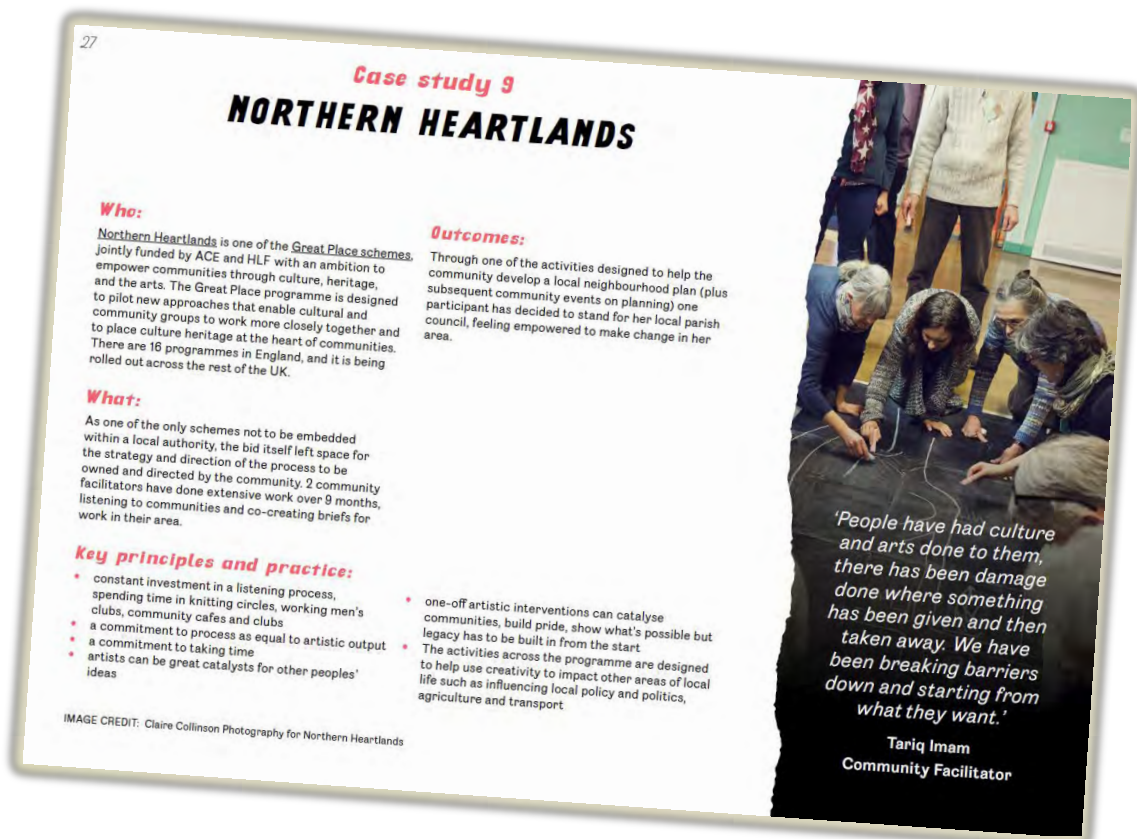 27
Case study 9
NORTHERN HEARTLANDS
Who:
Northern Heartlands is one of the Great Place schemes,
jointly funded by ACE and HLF with an ambition to
empower communities through culture, heritage,
and the arts. The Great Place programme is designed
to pilot new approaches that enable cultural and
community groups to work more closely together and
to place culture heritage at the heart of communities.
There are 16 programmes in England, and it is being
rolled out across the rest of the UK.
What:
As one of the only schemes not to be embedded
within a local authority, the bid itself left space for
the strategy and direction of the process to be
owned and directed by the community. 2 community
facilitators have done extensive work over 9 months,
listening to communities and co-creating briefs for
work in their area.
Outcomes:
Through one of the activities designed to help the
community develop a local neighbourhood plan (plus
subsequent community events on planning) one
participant has decided to stand for her local parish
council, feeling empowered to make change in her
area.
Key principles and practice:
• constant investment in a listening process,
spending time in knitting circles, working men's
clubs, community cafes and clubs
• a commitment to process as equal to artistic output
• a commitment to taking time
• artists can be great catalysts for other peoples'
ideas
• one-off artistic interventions can catalyse
communities, build pride, show what's possible but
legacy has to be built in from the start
• The activities across the programme are designed
to help use creativity to impact other areas of local
life such as influencing local policy and politics,
agriculture and transport
IMAGE CREDIT: Claire Collinson Photography for Northern Heartlands
'People have had culture
and arts done to them,
there has been damage
done where something
has been given and then
taken away. We have
been breaking barriers
down and starting from
what they want.'
Tariq Imam
Community Facilitator